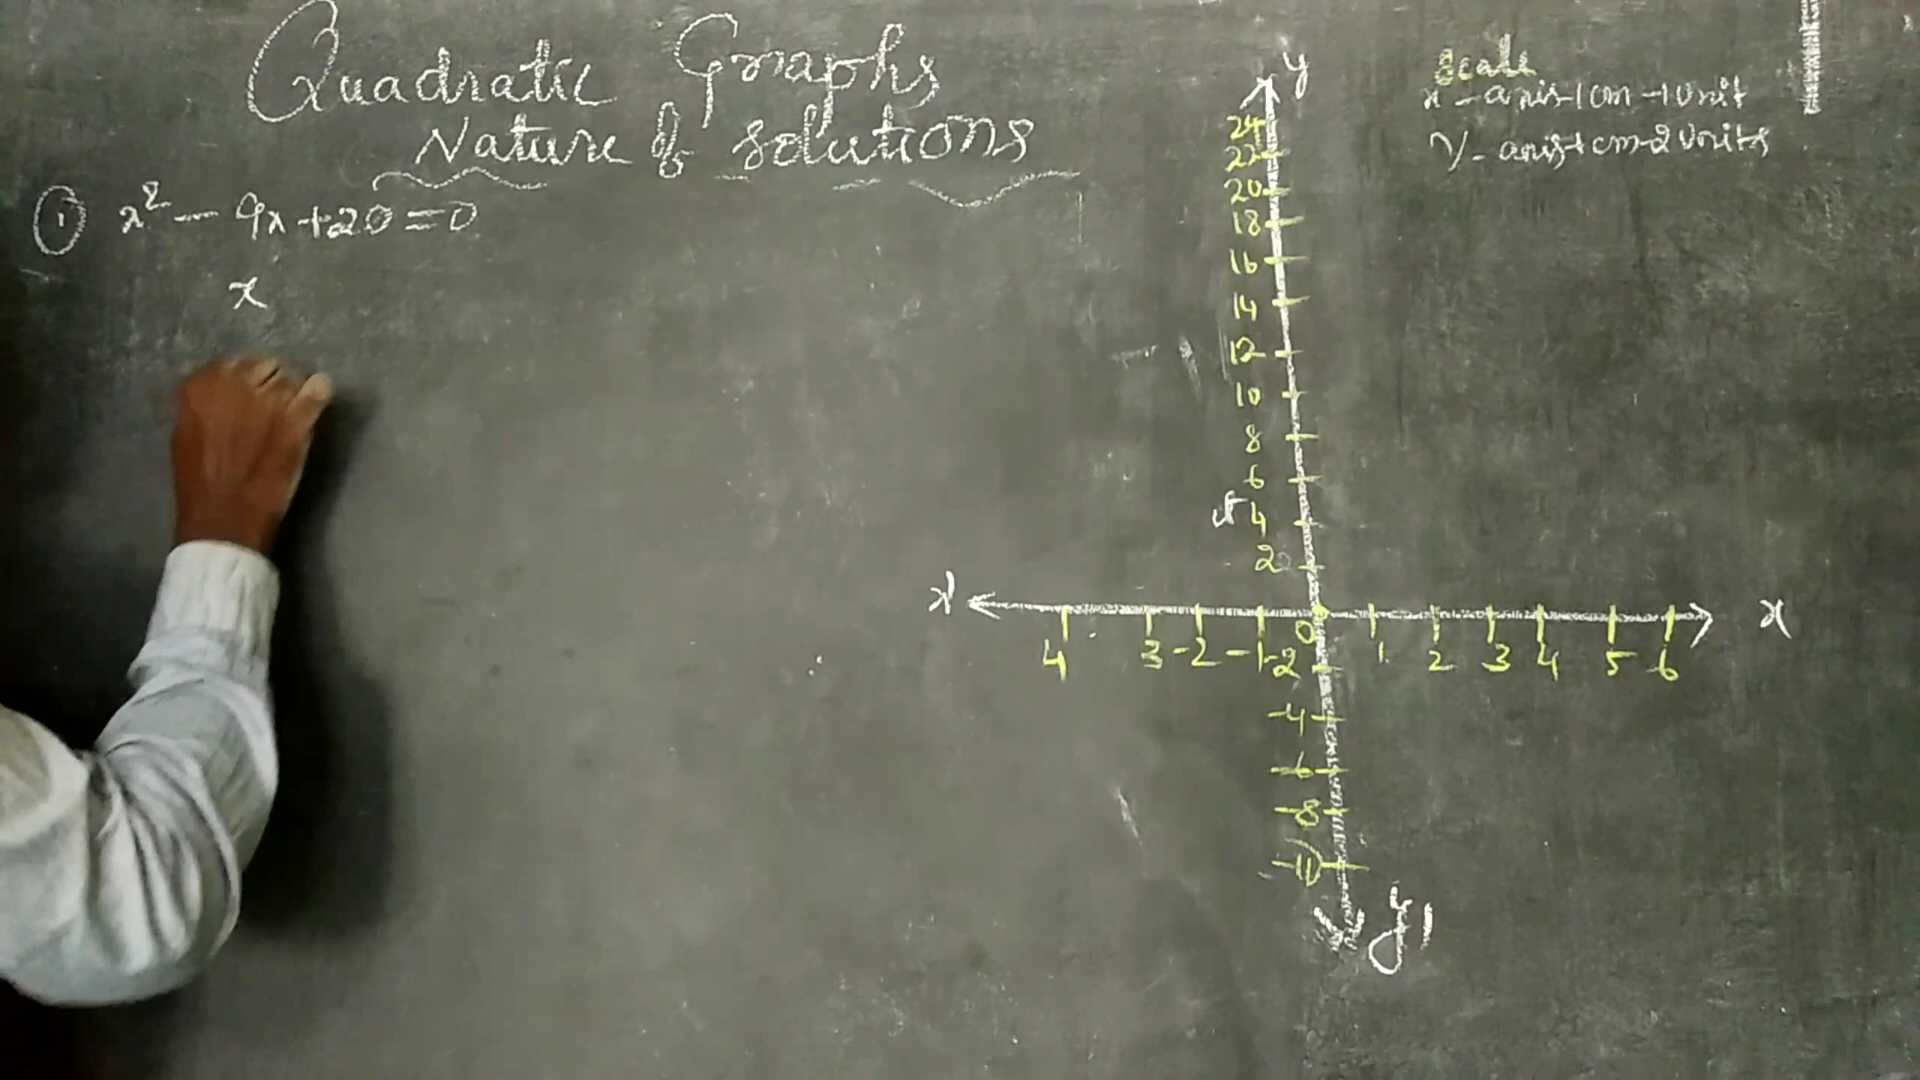 Quadratic Graphs
Nature of solutions
① x² - 9x + 20 = 0
x
Scale
x - axis 1cm - 1 unit
y - axis 1cm - 2 units
y
24
22
20
18
16
14
12
10
8
6
4
2
x' 0 x
4 3 -2 -1 1 2 3 4 5 6
-2
-4
-6
-8
y'